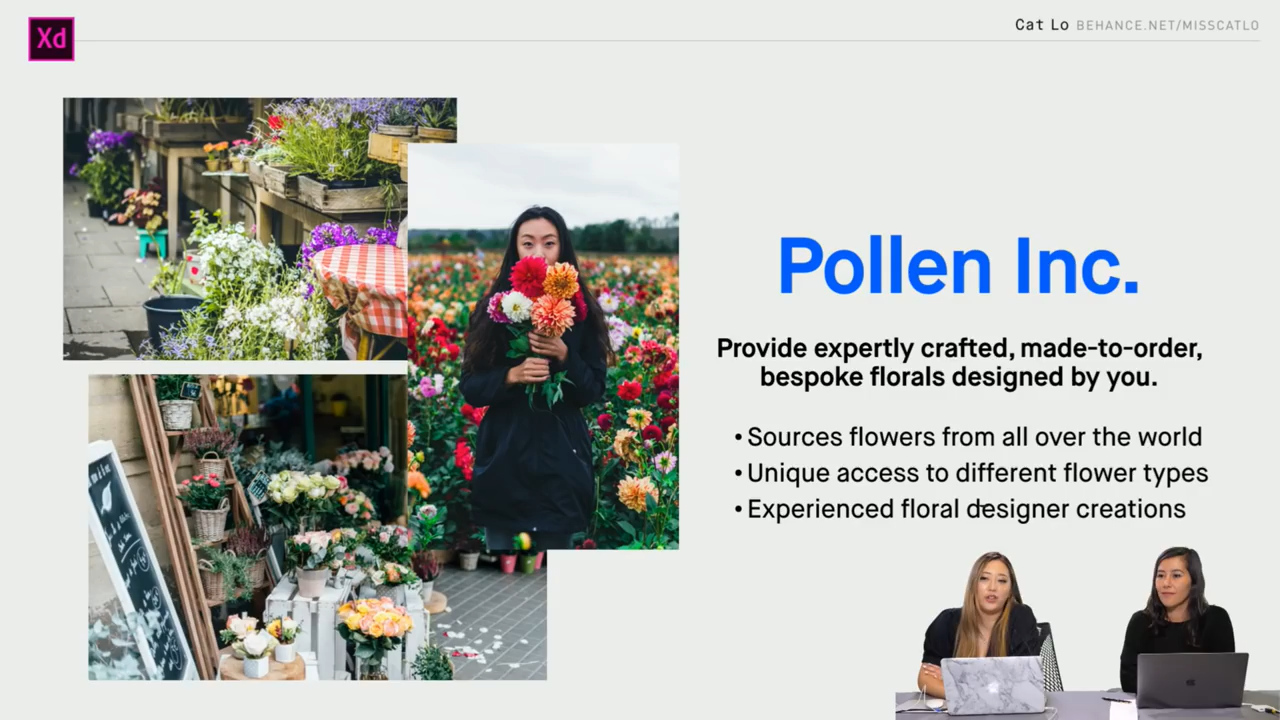 Xd
Cat Lo BEHANCE.NET/MISSCATLO
Pollen Inc.
Provide expertly crafted, made-to-order,
bespoke florals designed by you.
• Sources flowers from all over the world
• Unique access to different flower types
• Experienced floral designer creations